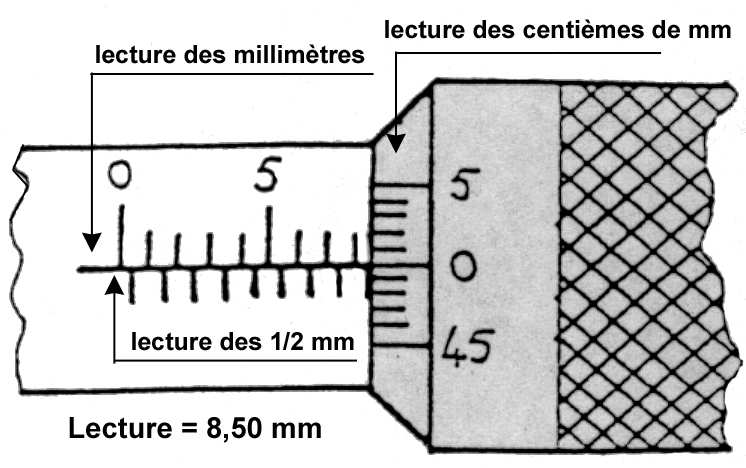 lecture des centièmes de mm
lecture des millimètres
0 5
5
0
45
lecture des 1/2 mm
Lecture = 8,50 mm